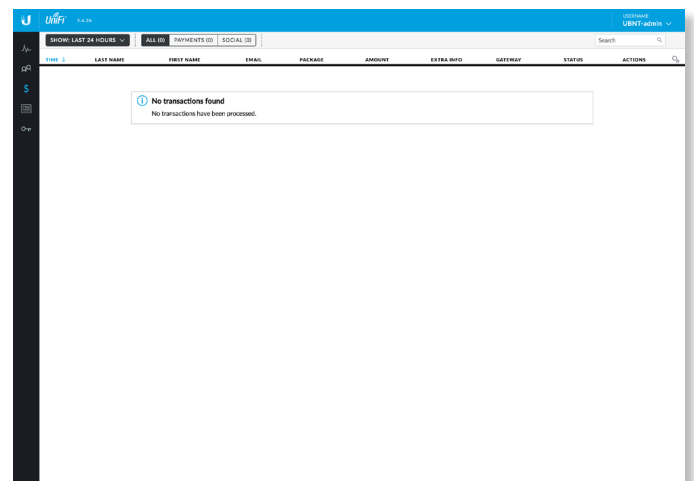 UniFi 5.4.26
USERNAME
UBNT-admin
SHOW: LAST 24 HOURS ALL (0) PAYMENTS (0) SOCIAL (0) Search
TIME ↓ LAST NAME FIRST NAME EMAIL PACKAGE AMOUNT EXTRA INFO GATEWAY STATUS ACTIONS
No transactions found
No transactions have been processed.